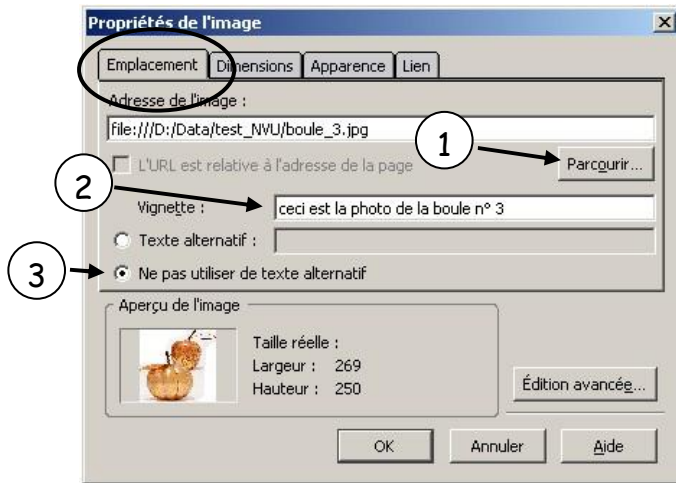 Propriétés de l'image
Emplacement Dimensions Apparence Lien
Adresse de l'image :
file:///D:/Data/test_NVU/boule_3.jpg
1
L'URL est relative à l'adresse de la page
Parcourir...
2
Vignette : ceci est la photo de la boule n° 3
Texte alternatif :
3
Ne pas utiliser de texte alternatif
Aperçu de l'image
Taille réelle :
Largeur : 269
Hauteur : 250
Édition avancée...
OK Annuler Aide